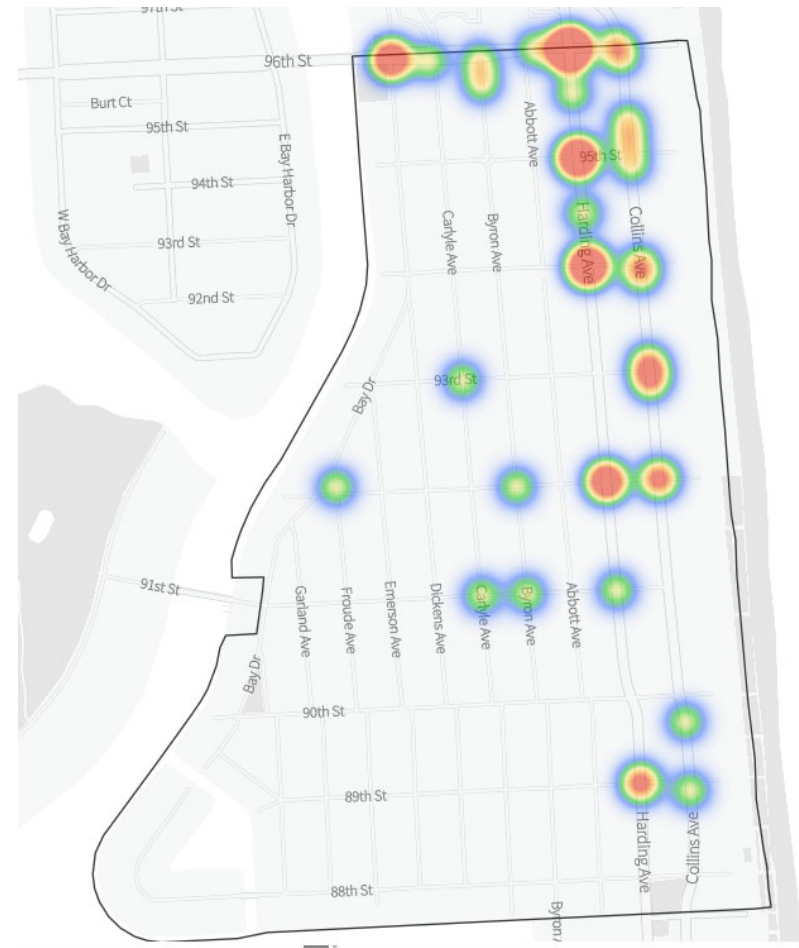 97th St
96th St
Burt Ct
95th St
E Bay Harbor Dr
Abbott Ave
95th St
94th St
W Bay Harbor Dr
93rd St
Carlyle Ave
Byron Ave
Harding Ave
Collins Ave
92nd St
93rd St
Bay Dr
91st St
Garland Ave
Froude Ave
Emerson Ave
Dickens Ave
Carlyle Ave
Byron Ave
Abbott Ave
Bay Dr
90th St
89th St
Harding Ave
Collins Ave
88th St
Byron